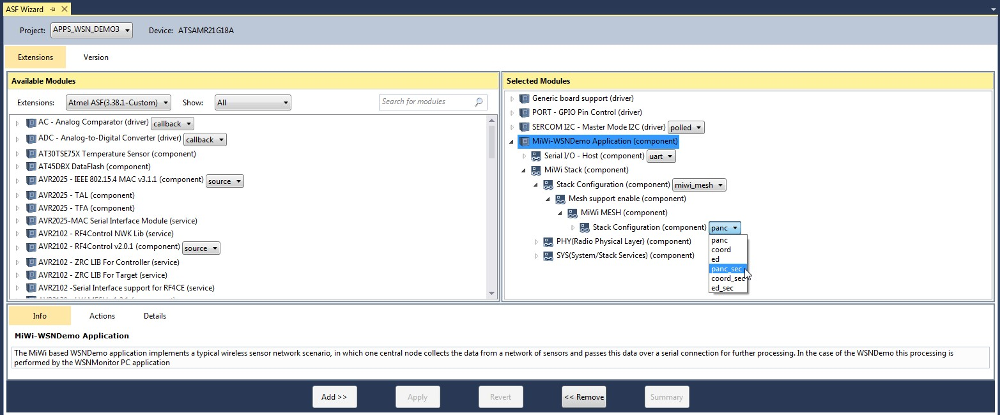 ASF Wizard
Project: APPS_WSN_DEMO3 Device: ATSAMR21G18A
Extensions Version
Available Modules
Extensions: Atmel ASF(3.38.1-Custom) Show: All Search for modules
AC - Analog Comparator (driver) callback
ADC - Analog-to-Digital Converter (driver) callback
AT30TSE75X Temperature Sensor (component)
AT45DBX DataFlash (component)
AVR2025 - IEEE 802.15.4 MAC v3.1.1 (component) source
AVR2025 - TAL (component)
AVR2025 - TFA (component)
AVR2025-MAC Serial Interface Module (service)
AVR2102 - RF4Control NWK Lib (service)
AVR2102 - RF4Control v2.0.1 (component) source
AVR2102 - ZRC LIB For Controller (service)
AVR2102 - ZRC LIB For Target (service)
AVR2102 -Serial Interface support for RF4CE (service)
Selected Modules
Generic board support (driver)
PORT - GPIO Pin Control (driver)
SERCOM I2C - Master Mode I2C (driver) polled
MiWi-WSNDemo Application (component)
Serial I/O - Host (component) uart
MiWi Stack (component)
Stack Configuration (component) miwi_mesh
Mesh support enable (component)
MiWi MESH (component)
Stack Configuration (component) panc
PHY(Radio Physical Layer) (component)
SYS(System/Stack Services) (component)
panc
coord
ed
panc_sec
coord_sec
ed_sec
Info Actions Details
MiWi-WSNDemo Application
The MiWi based WSNDemo application implements a typical wireless sensor network scenario, in which one central node collects the data from a network of sensors and passes this data over a serial connection for further processing. In the case of the WSNDemo this processing is
performed by the WSNMonitor PC application
Add >> Apply Revert << Remove Summary